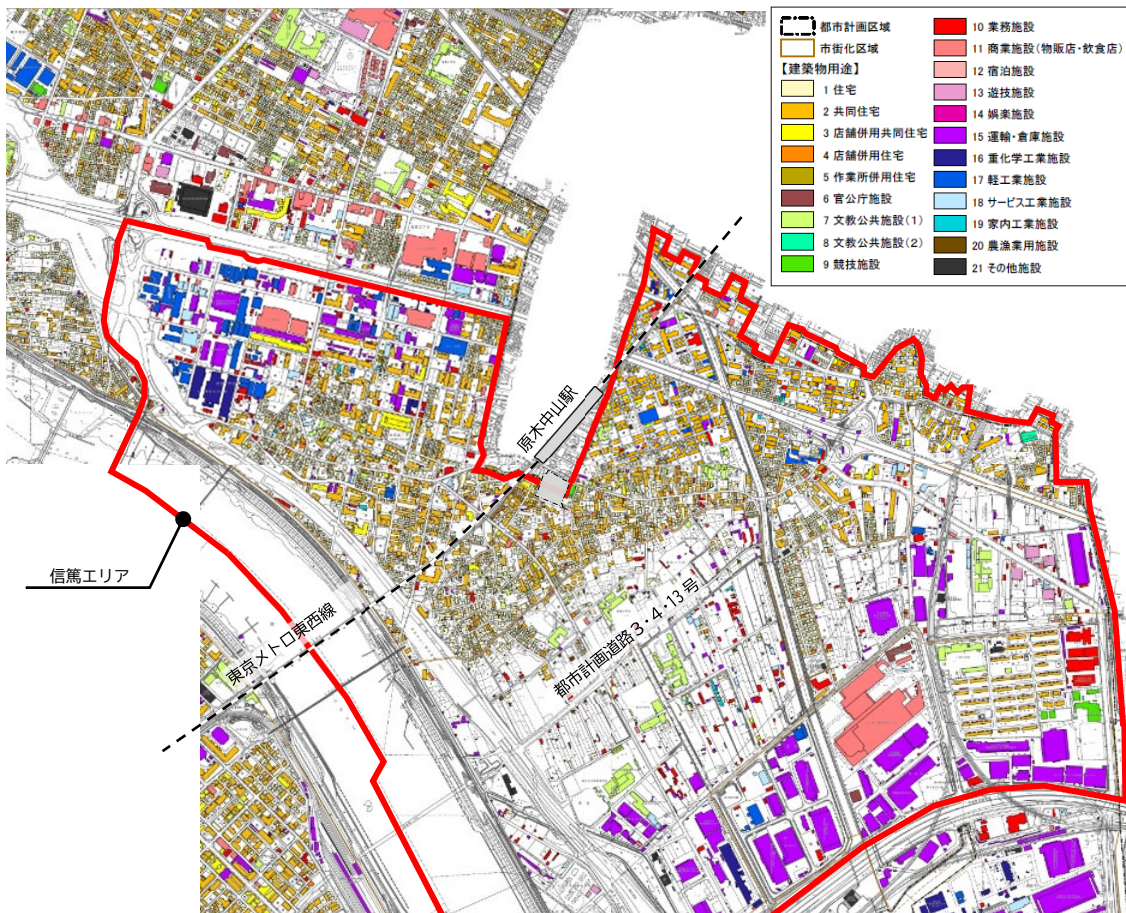 都市計画区域
市街化区域
【建築物用途】
1 住宅
2 共同住宅
3 店舗併用共同住宅
4 店舗併用住宅
5 作業所併用住宅
6 官公庁施設
7 文教公共施設(1)
8 文教公共施設(2)
9 競技施設
10 業務施設
11 商業施設(物販店・飲食店)
12 宿泊施設
13 遊技施設
14 娯楽施設
15 運輸・倉庫施設
16 重化学工業施設
17 軽工業施設
18 サービス工業施設
19 家内工業施設
20 農漁業用施設
21 その他施設
原木中山駅
信篤エリア
東京メトロ東西線
都市計画道路3・4・13号